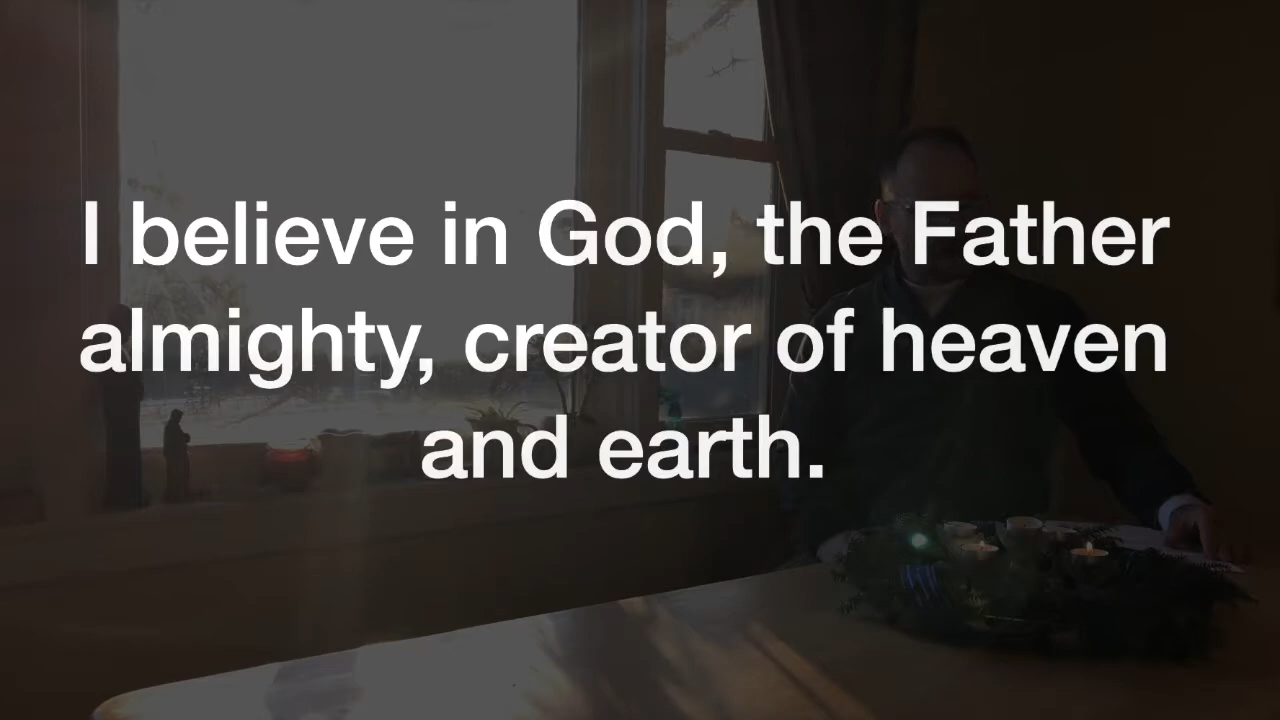 I believe in God, the Father
almighty, creator of heaven
and earth.